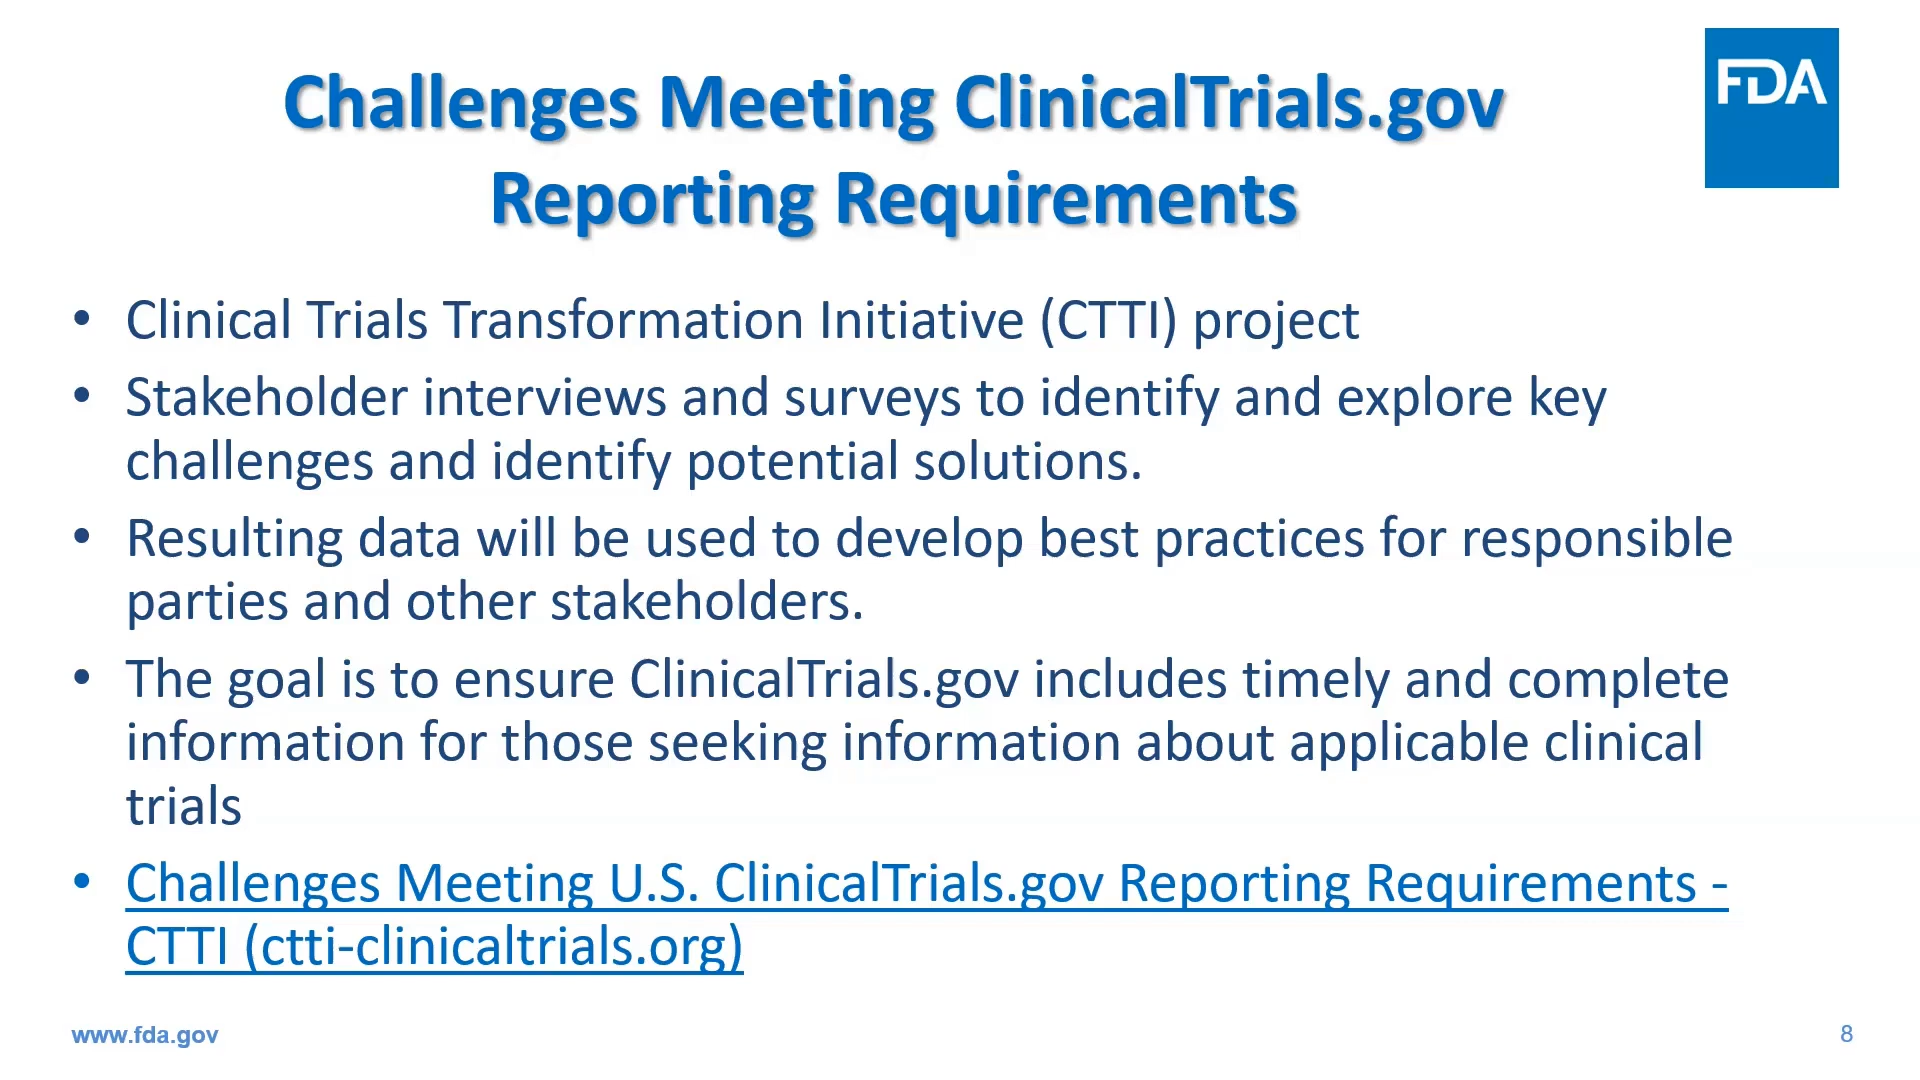 FDA
Challenges Meeting ClinicalTrials.gov
Reporting Requirements
• Clinical Trials Transformation Initiative (CTTI) project
• Stakeholder interviews and surveys to identify and explore key
challenges and identify potential solutions.
• Resulting data will be used to develop best practices for responsible
parties and other stakeholders.
• The goal is to ensure ClinicalTrials.gov includes timely and complete
information for those seeking information about applicable clinical
trials
• Challenges Meeting U.S. ClinicalTrials.gov Reporting Requirements -
CTTI (ctti-clinicaltrials.org)
www.fda.gov
8